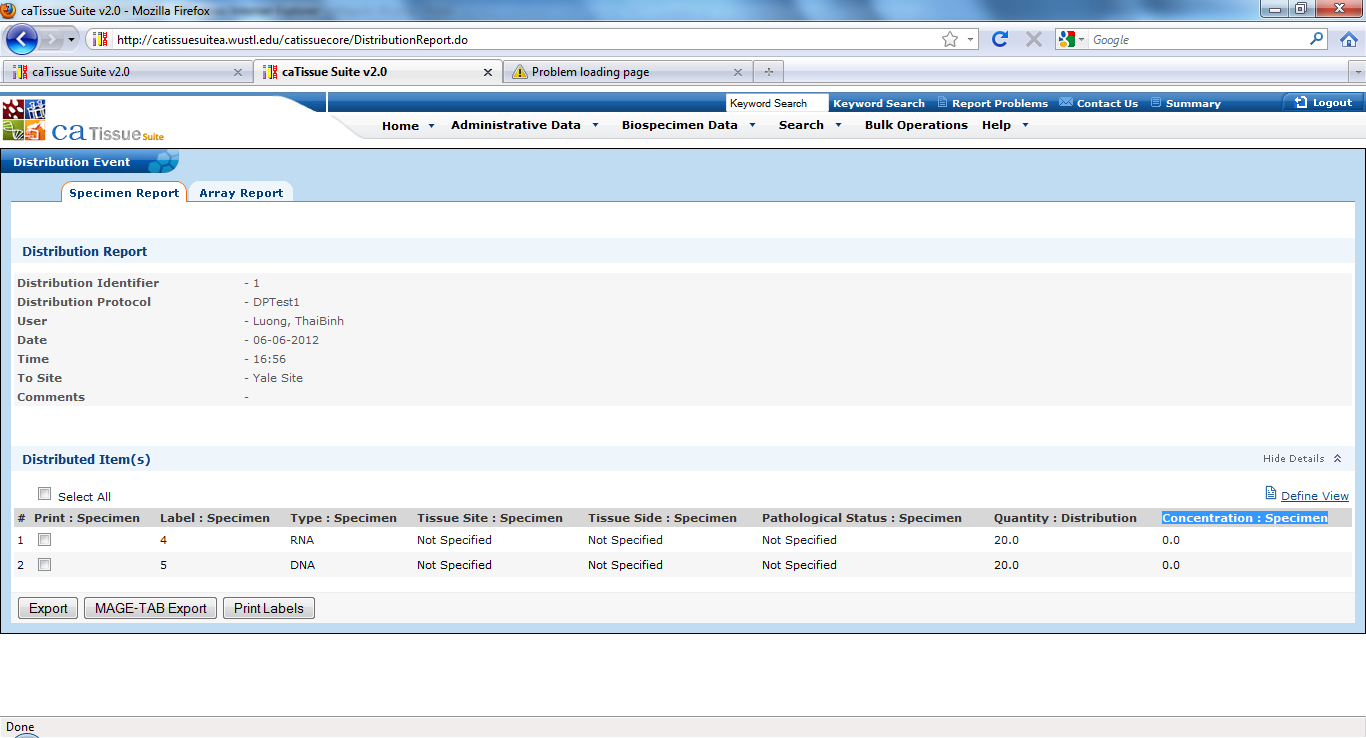 caTissue Suite v2.0 - Mozilla Firefox
http://catissuesuitea.wustl.edu/catissuecore/DistributionReport.do
Google
caTissue Suite v2.0
caTissue Suite v2.0
Problem loading page
Keyword Search Keyword Search Report Problems Contact Us Summary Logout
ca Tissue Suite
Home Administrative Data Biospecimen Data Search Bulk Operations Help
Distribution Event
Specimen Report Array Report
Distribution Report
Distribution Identifier - 1
Distribution Protocol - DPTest1
User - Luong, ThaiBinh
Date - 06-06-2012
Time - 16:56
To Site - Yale Site
Comments -
Distributed Item(s) Hide Details
Select All Define View
# Print : Specimen Label : Specimen Type : Specimen Tissue Site : Specimen Tissue Side : Specimen Pathological Status : Specimen Quantity : Distribution Concentration : Specimen
1 4 RNA Not Specified Not Specified Not Specified 20.0 0.0
2 5 DNA Not Specified Not Specified Not Specified 20.0 0.0
Export MAGE-TAB Export Print Labels
Done